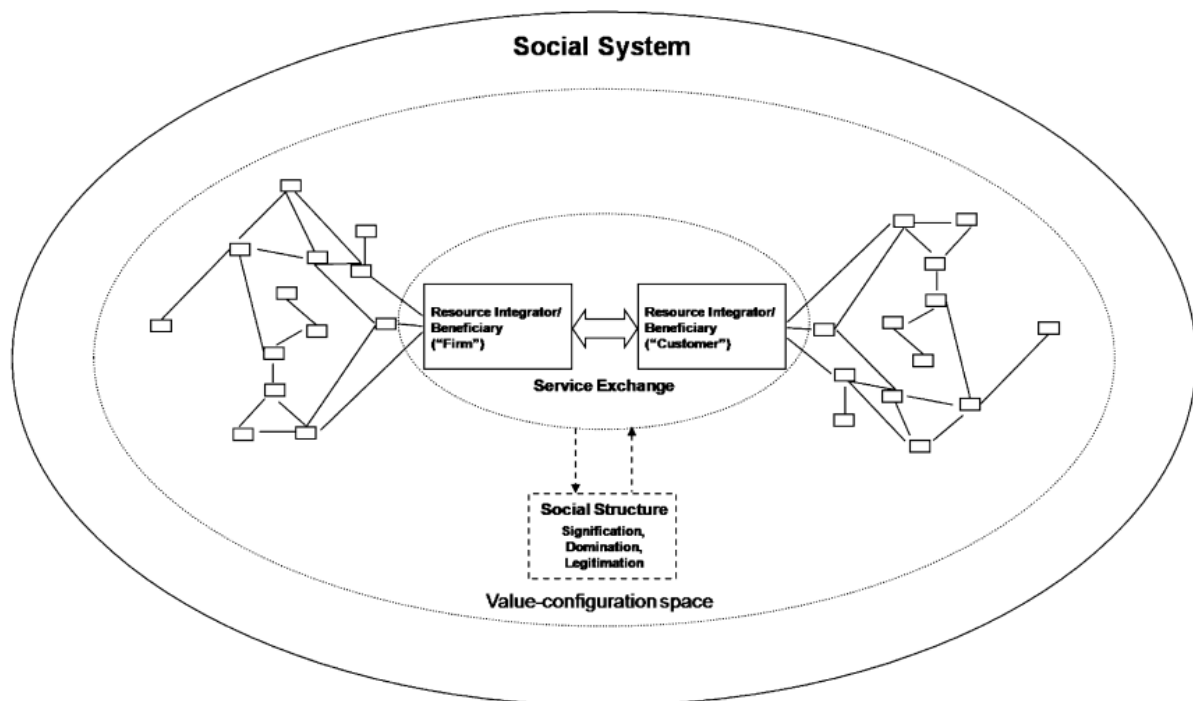 Social System
Resource Integrator/
Beneficiary
("Firm")
Resource Integrator/
Beneficiary
("Customer")
Service Exchange
Social Structure
Signification,
Domination,
Legitimation
Value-configuration space